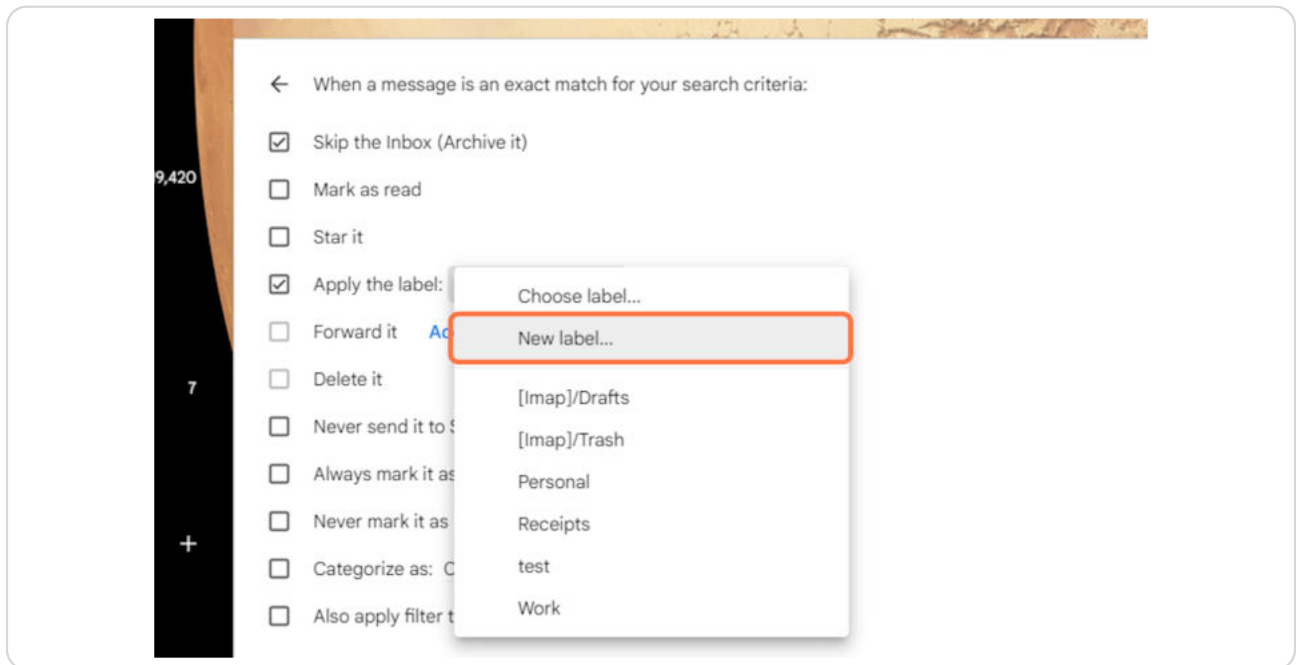 When a message is an exact match for your search criteria:
Skip the Inbox (Archive it)
9,420
Mark as read
Star it
Apply the label:
Choose label...
New label...
Forward it
Delete it
7
[Imap]/Drafts
Never send it to
[Imap]/Trash
Always mark it as
Personal
Never mark it as
Receipts
+
Categorize as:
test
Also apply filter
Work